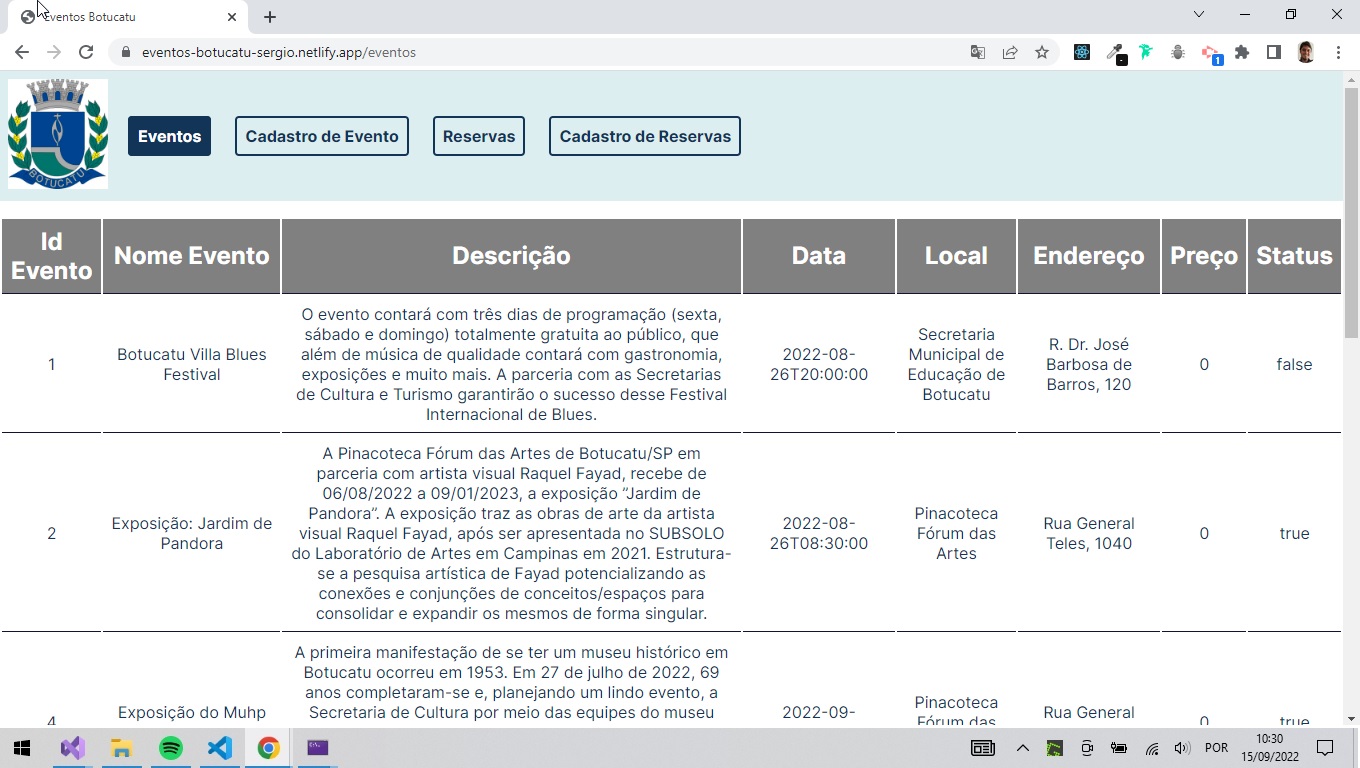 Eventos Botucatu
eventos-botucatu-sergio.netlify.app/eventos
1
BOTUCATU
Eventos
Cadastro de Evento
Reservas
Cadastro de Reservas
Id
Evento
Nome Evento
Descrição
Data
Local
Endereço
Preço
Status
1
Botucatu Villa Blues
Festival
O evento contará com três dias de programação (sexta,
sábado e domingo) totalmente gratuita ao público, que
além de música de qualidade contará com gastronomia,
exposições e muito mais. A parceria com as Secretarias
de Cultura e Turismo garantirão o sucesso desse Festival
Internacional de Blues.
2022-08-
26T20:00:00
Secretaria
Municipal de
Educação de
Botucatu
R. Dr. José
Barbosa de
Barros, 120
0
false
2
Exposição: Jardim de
Pandora
A Pinacoteca Fórum das Artes de Botucatu/SP em
parceria com artista visual Raquel Fayad, recebe de
06/08/2022 a 09/01/2023, a exposição “Jardim de
Pandora”. A exposição traz as obras de arte da artista
visual Raquel Fayad, após ser apresentada no SUBSOLO
do Laboratório de Artes em Campinas em 2021. Estrutura-
se a pesquisa artística de Fayad potencializando as
conexões e conjunções de conceitos/espaços para
consolidar e expandir os mesmos de forma singular.
2022-08-
26T08:30:00
Pinacoteca
Fórum das
Artes
Rua General
Teles, 1040
0
true
4
Exposição do Muhp
A primeira manifestação de se ter um museu histórico em
Botucatu ocorreu em 1953. Em 27 de julho de 2022, 69
anos completaram-se e, planejando um lindo evento, a
Secretaria de Cultura por meio das equipes do museu
2022-09-
Pinacoteca
Fórum das
Rua General
0
true
POR
10:30
15/09/2022